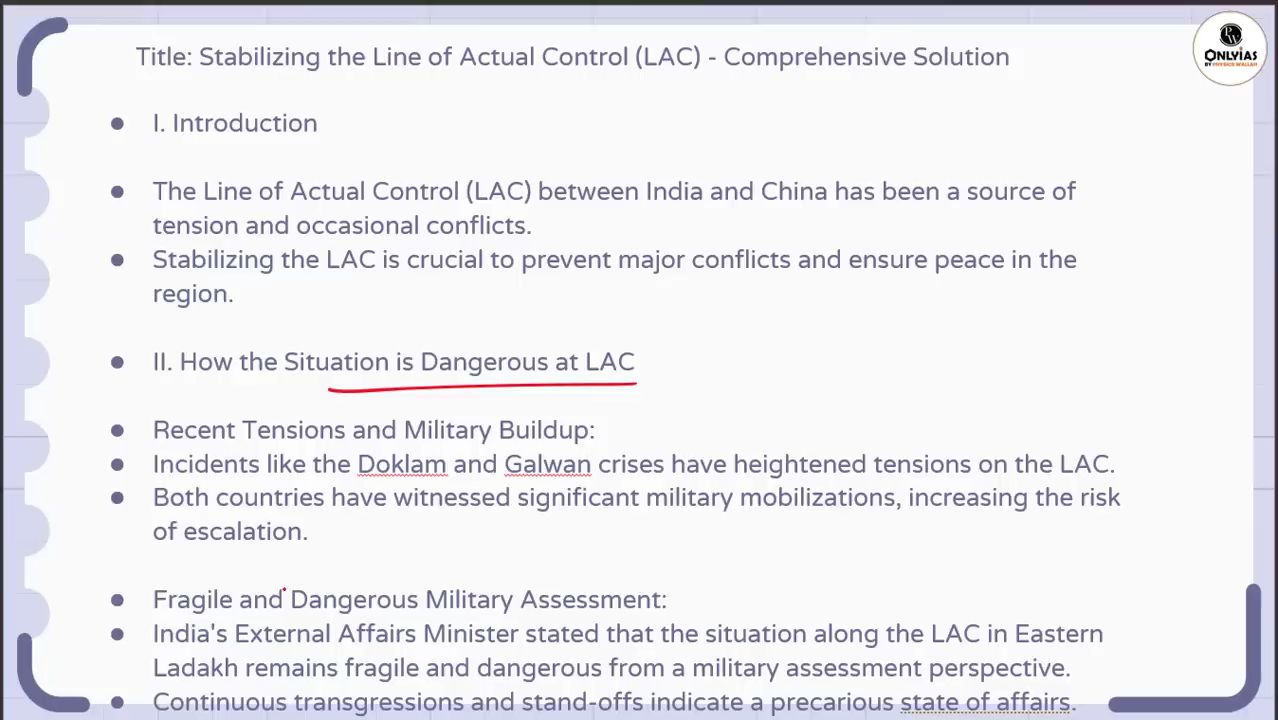 Title: Stabilizing the Line of Actual Control (LAC) - Comprehensive Solution
PW
ONLYIAS
BY PHYSICS WALLAH
● I. Introduction
● The Line of Actual Control (LAC) between India and China has been a source of
tension and occasional conflicts.
● Stabilizing the LAC is crucial to prevent major conflicts and ensure peace in the
region.
● II. How the Situation is Dangerous at LAC
● Recent Tensions and Military Buildup:
● Incidents like the Doklam and Galwan crises have heightened tensions on the LAC.
● Both countries have witnessed significant military mobilizations, increasing the risk
of escalation.
● Fragile and Dangerous Military Assessment:
● India's External Affairs Minister stated that the situation along the LAC in Eastern
Ladakh remains fragile and dangerous from a military assessment perspective.
● Continuous transgressions and stand-offs indicate a precarious state of affairs.